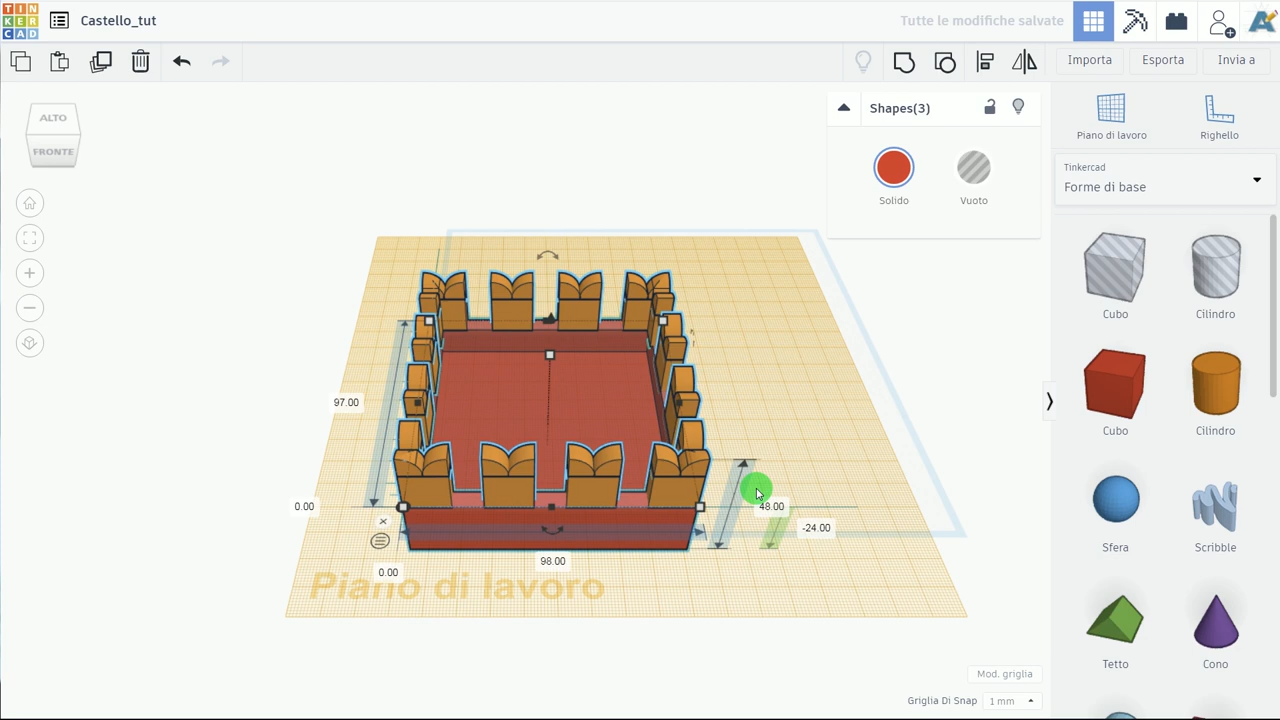 TIN
KER
CAD
Castello_tut
Tutte le modifiche salvate
Importa
Esporta
Invia a
ALTO
FRONTE
Shapes(3)
Solido
Vuoto
Piano di lavoro
Righello
Tinkercad
Forme di base
Cubo
Cilindro
Cubo
Cilindro
Sfera
Scribble
Tetto
Cono
97.00
0.00
48.00
-24.00
98.00
0.00
Piano di lavoro
Mod. griglia
Griglia Di Snap
1 mm